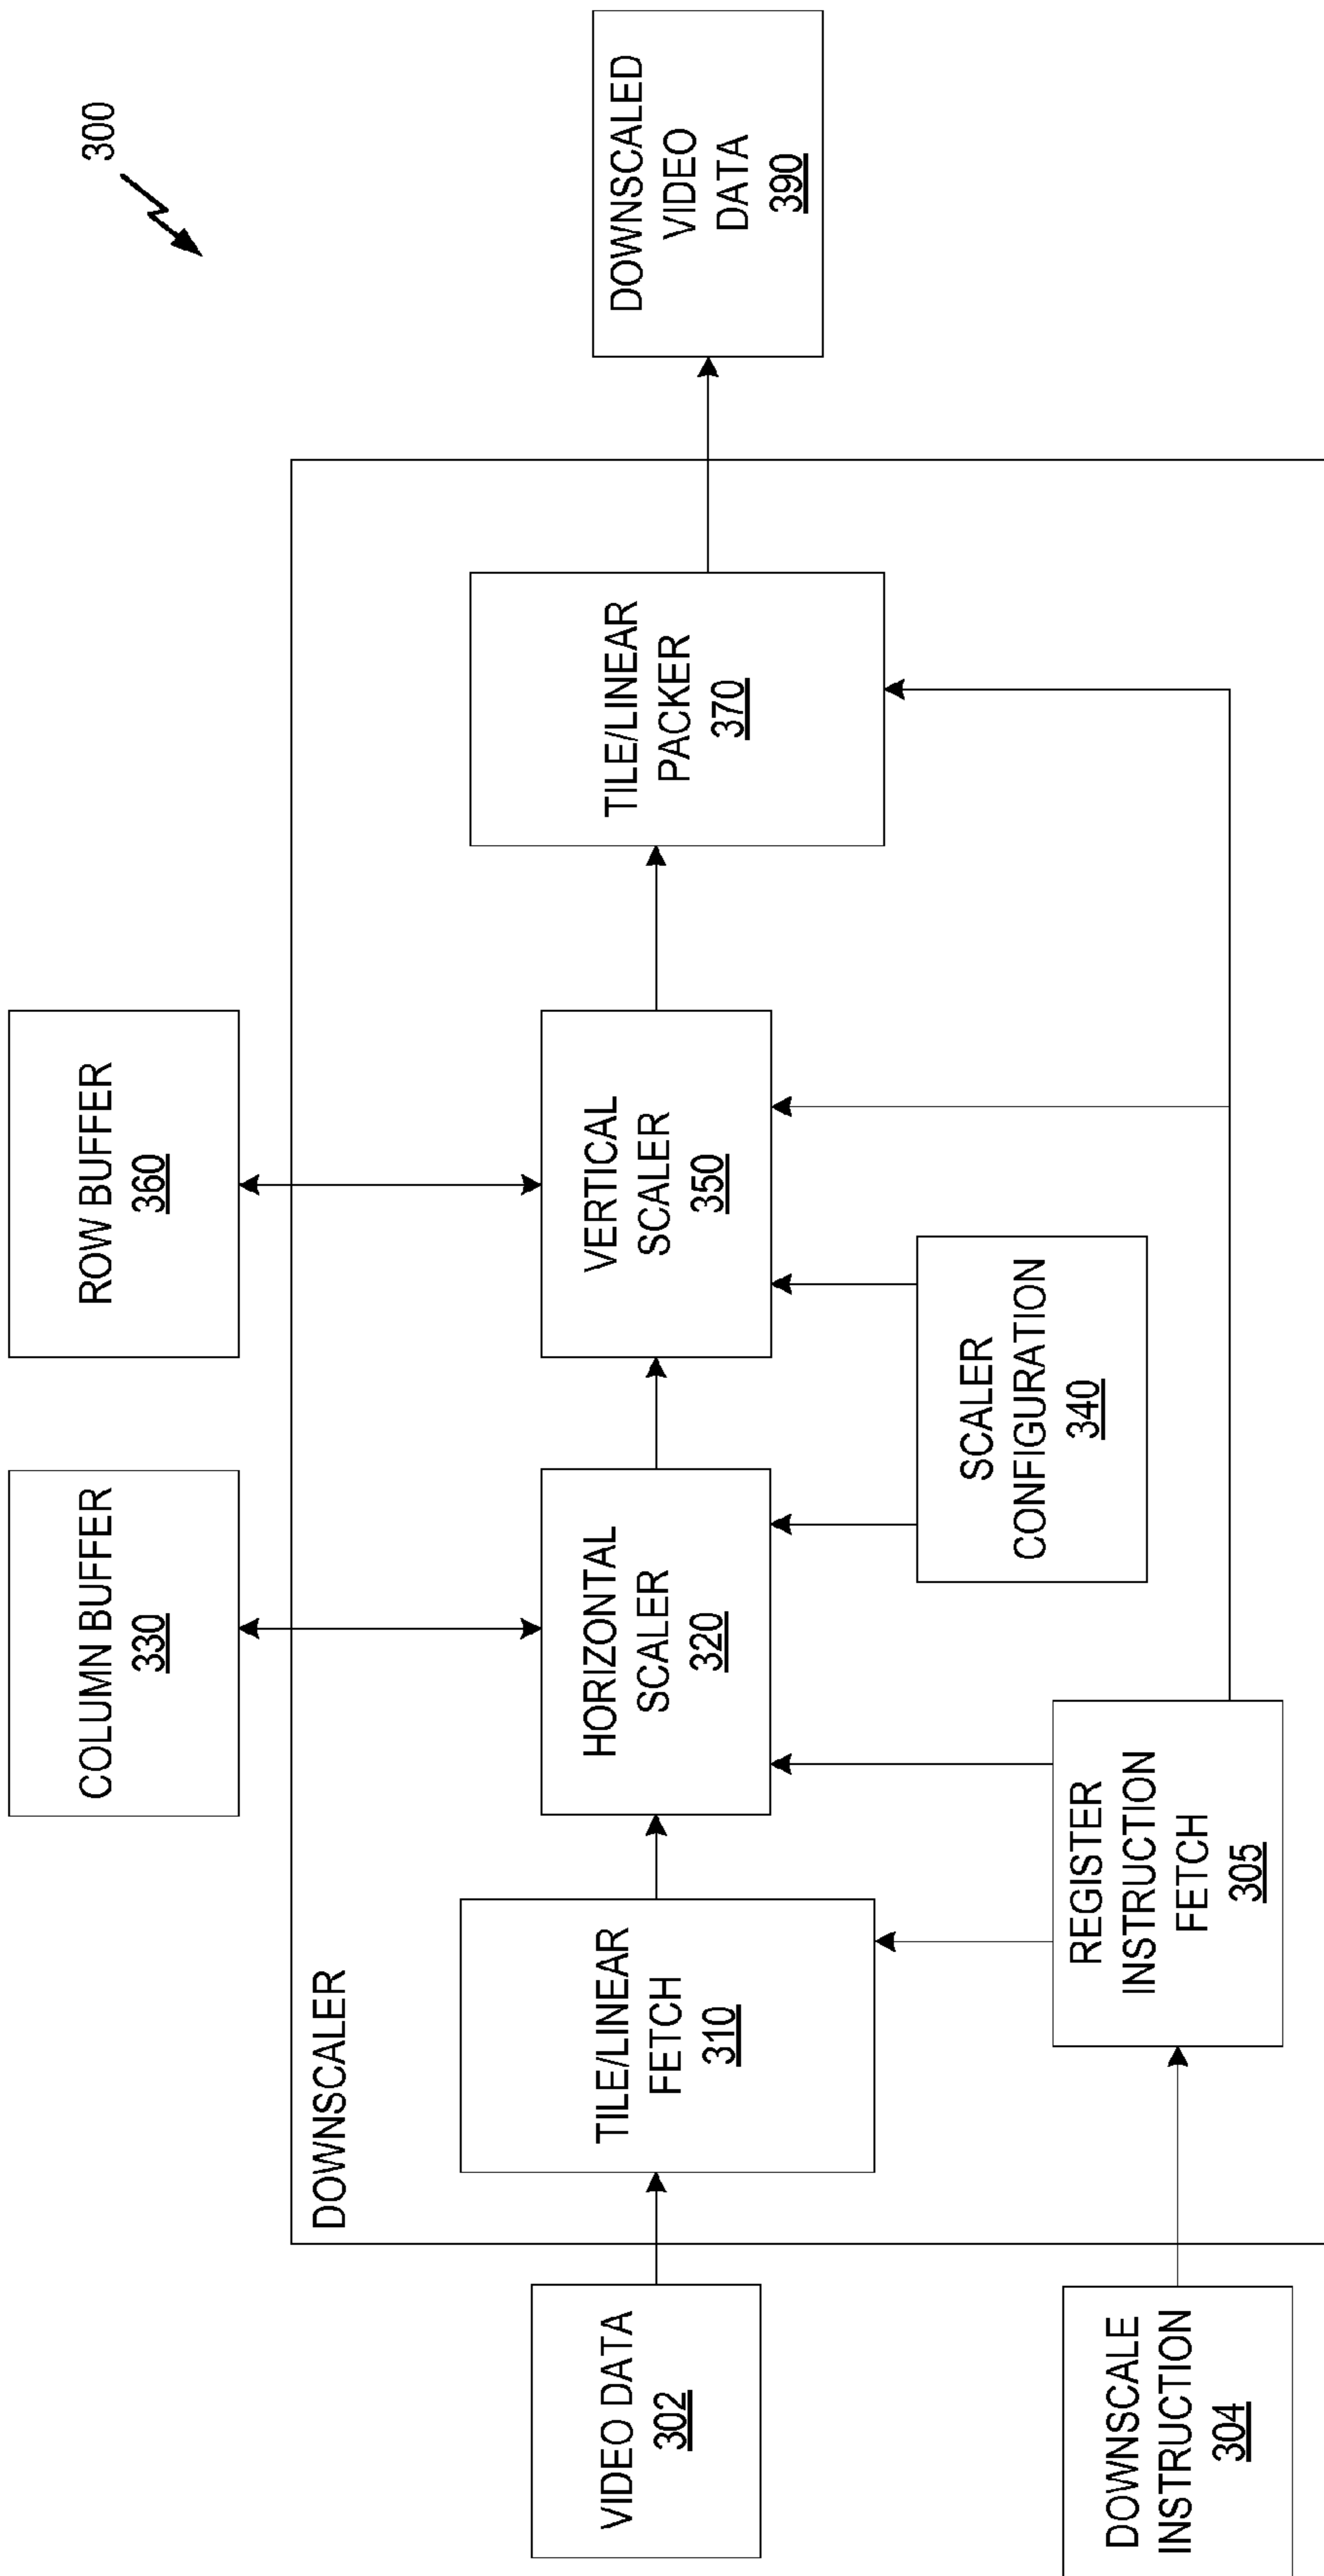 300
COLUMN BUFFER
330
ROW BUFFER
360
DOWNSCALER
VIDEO DATA
302
TILE/LINEAR
FETCH
310
HORIZONTAL
SCALER
320
VERTICAL
SCALER
350
TILE/LINEAR
PACKER
370
DOWNSCALED
VIDEO
DATA
390
SCALER
CONFIGURATION
340
DOWNSCALE
INSTRUCTION
304
REGISTER
INSTRUCTION
FETCH
305